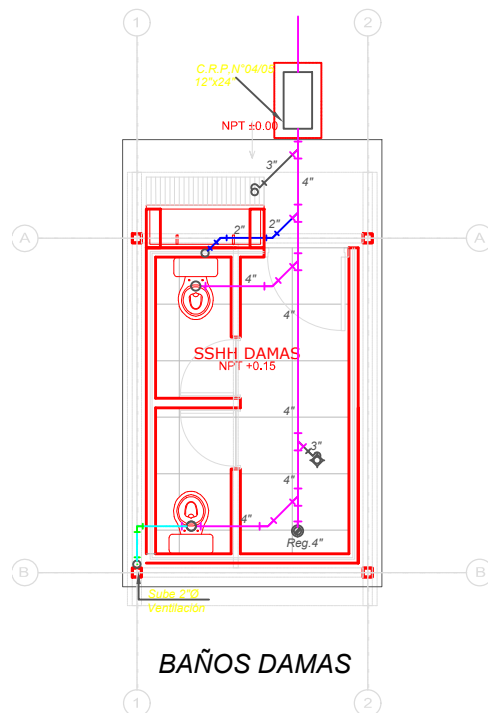 1
2
C.R.P,N°04/05
12"x24"
NPT ±0.00
3"
4"
A
2"
2"
A
4"
4"
SSHH DAMAS
NPT +0.15
4"
3"
4"
4"
Reg.4"
B
B
Sube 2"Ø
Ventilación
BAÑOS DAMAS
1
2